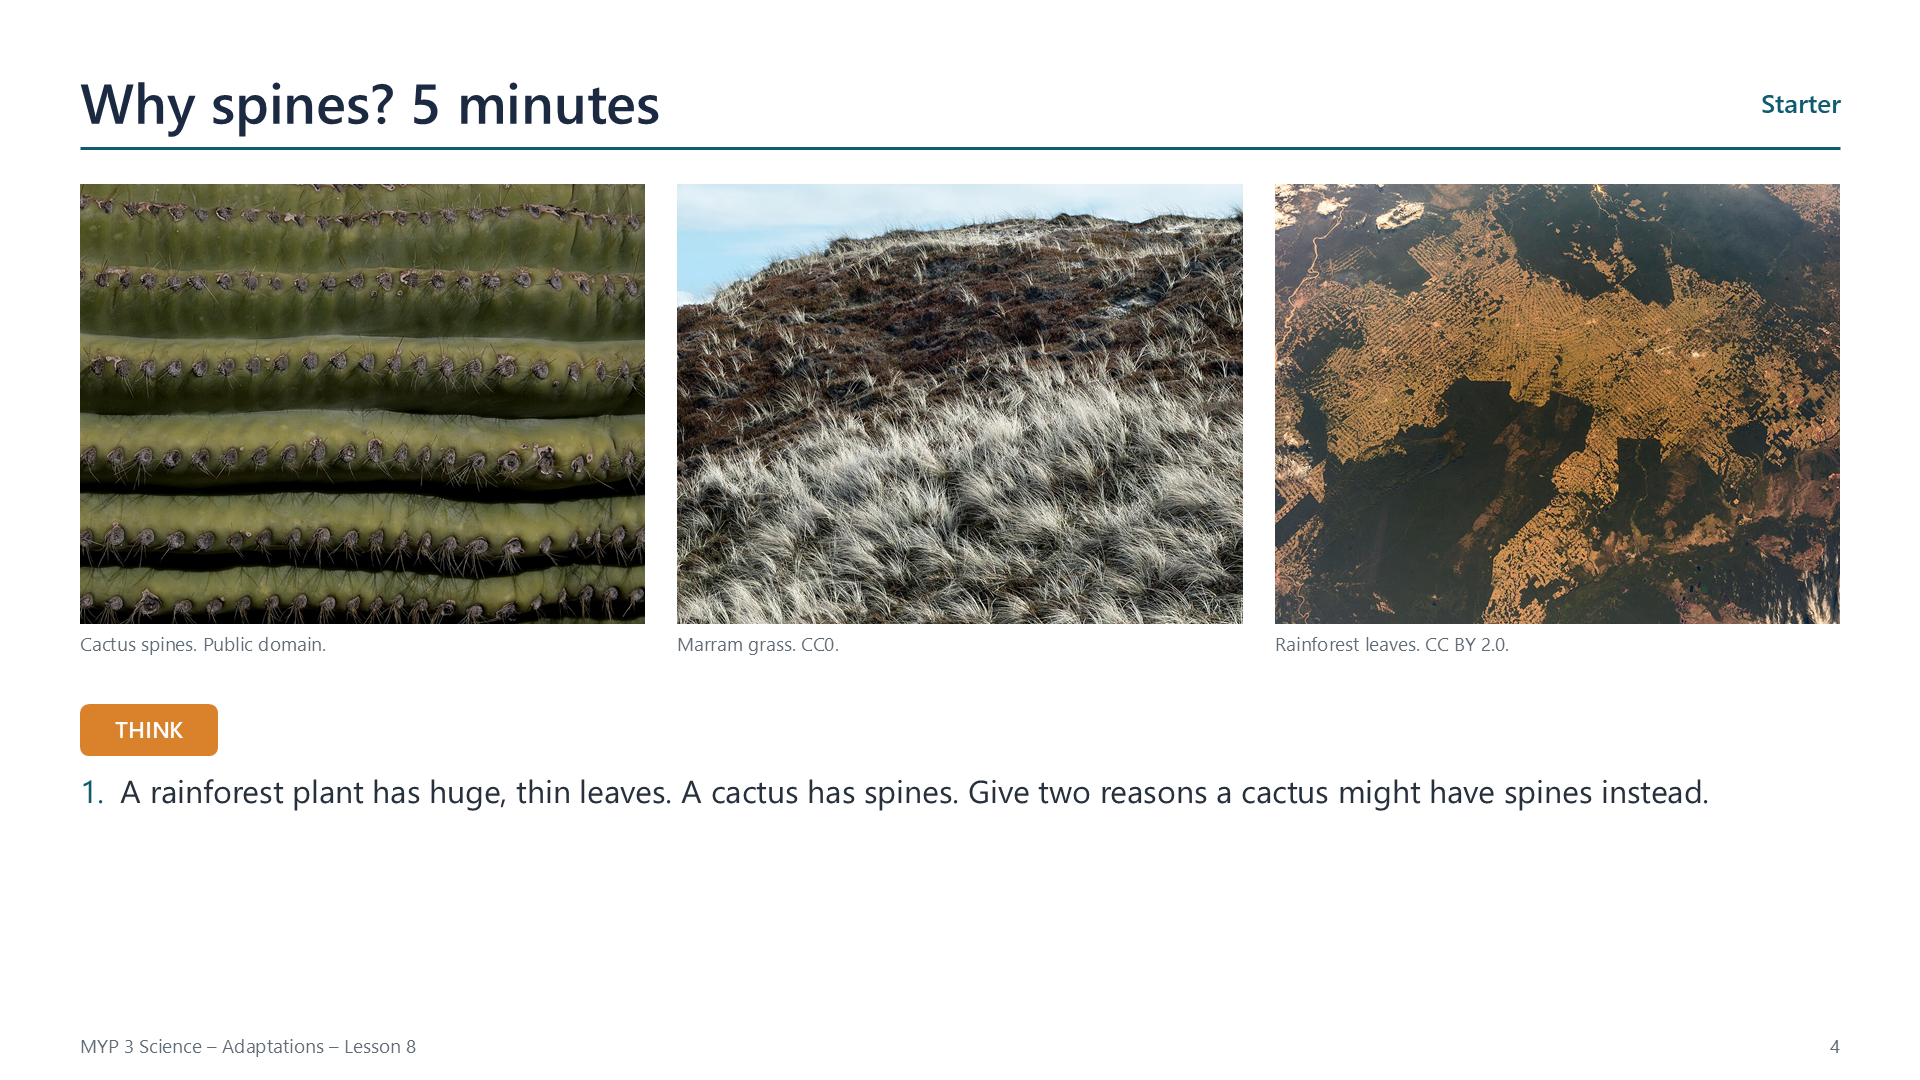 Why spines? 5 minutes
Starter
Cactus spines. Public domain.
Marram grass. CC0.
Rainforest leaves. CC BY 2.0.
THINK
1. A rainforest plant has huge, thin leaves. A cactus has spines. Give two reasons a cactus might have spines instead.
MYP 3 Science – Adaptations – Lesson 8
4